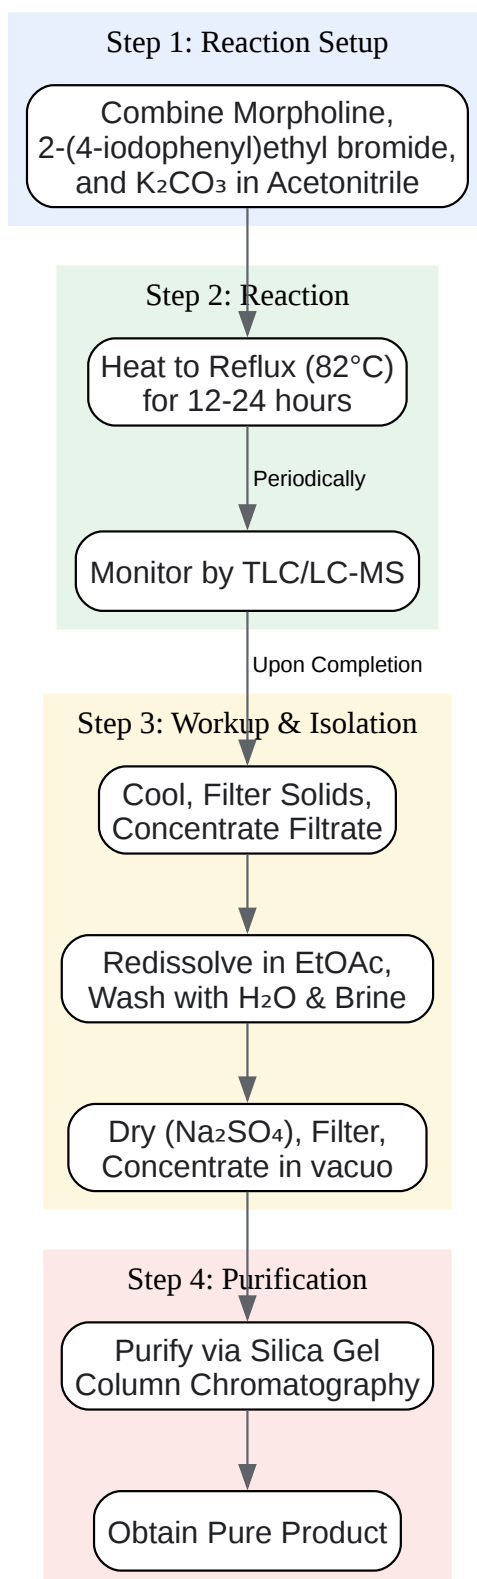 Step 1: Reaction Setup
Combine Morpholine,
2-(4-iodophenyl)ethyl bromide,
and K₂CO₃ in Acetonitrile
Step 2: Reaction
Heat to Reflux (82°C)
for 12-24 hours
Periodically
Monitor by TLC/LC-MS
Upon Completion
Step 3: Workup & Isolation
Cool, Filter Solids,
Concentrate Filtrate
Redissolve in EtOAc,
Wash with H₂O & Brine
Dry (Na₂SO₄), Filter,
Concentrate in vacuo
Step 4: Purification
Purify via Silica Gel
Column Chromatography
Obtain Pure Product